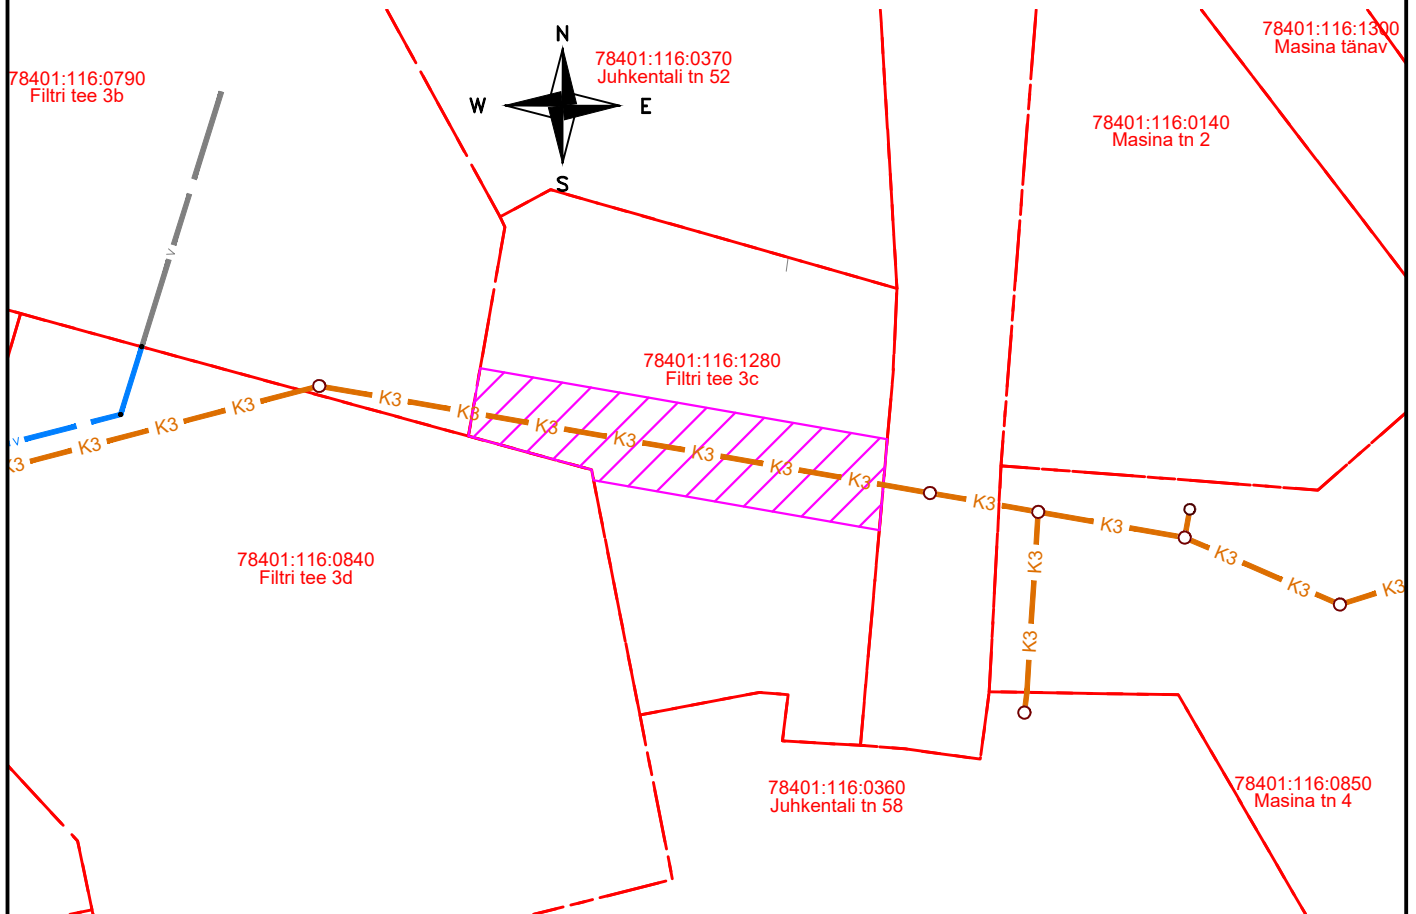 78401:116:1300
Masina tänav
N
78401:116:0370
Juhkentali tn 52
78401:116:0790
Filtri tee 3b
W
E
78401:116:0140
Masina tn 2
S
V
78401:116:1280
Filtri tee 3c
K3
K3
K3
K3
K3
K3
K3
K3
K3
K3
K3
V
K3
K3
K3
K3
K3
K3
K3
K3
78401:116:0840
Filtri tee 3d
78401:116:0360
Juhkentali tn 58
78401:116:0850
Masina tn 4